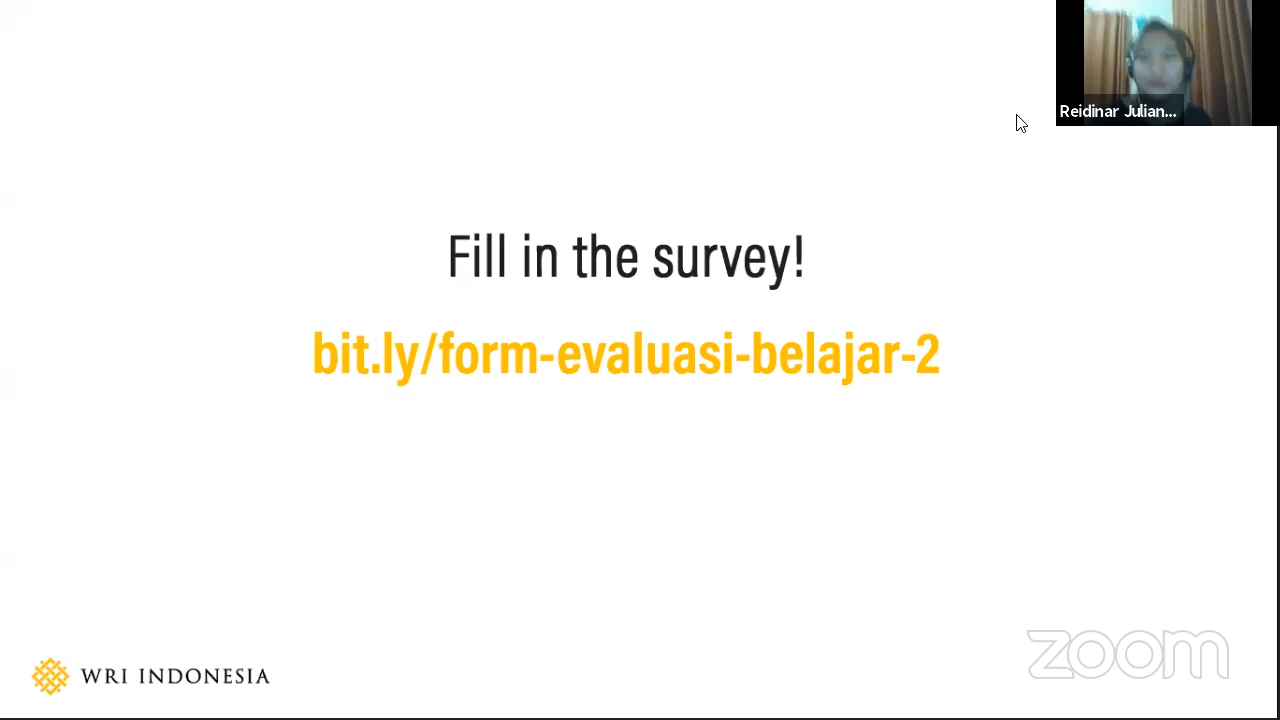 Reidinar Julian...
Fill in the survey!
bit.ly/form-evaluasi-belajar-2
WRI INDONESIA
zoom